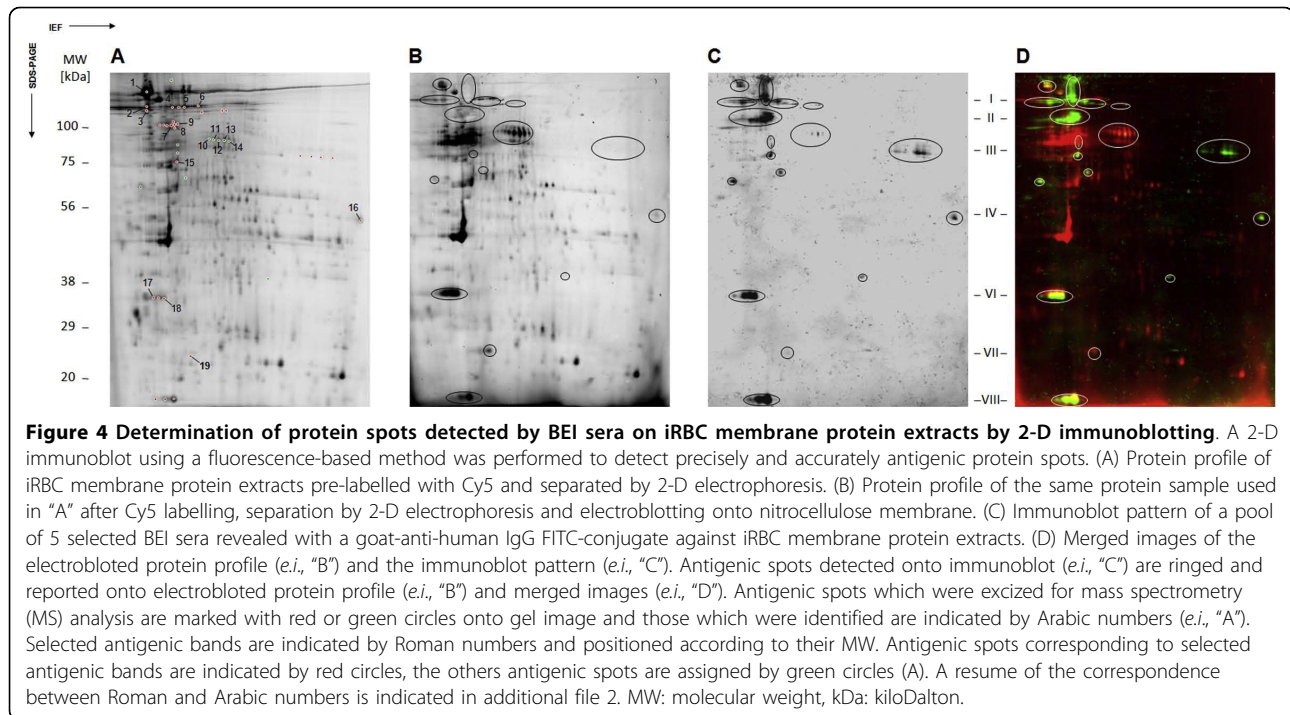 IEF
SDS-PAGE
MW
[kDa]
A
B
C
D
1
2
3
4
5
6
7
8
9
10
11
12
13
14
15
16
17
18
19
100 –
75 –
56 –
38 –
29 –
20 –
– I –
– II –
– III –
– IV –
– VI –
– VII –
–VIII–
Figure 4 Determination of protein spots detected by BEI sera on iRBC membrane protein extracts by 2-D immunoblotting. A 2-D
immunoblot using a fluorescence-based method was performed to detect precisely and accurately antigenic protein spots. (A) Protein profile of
iRBC membrane protein extracts pre-labelled with Cy5 and separated by 2-D electrophoresis. (B) Protein profile of the same protein sample used
in “A” after Cy5 labelling, separation by 2-D electrophoresis and electroblotting onto nitrocellulose membrane. (C) Immunoblot pattern of a pool
of 5 selected BEI sera revealed with a goat-anti-human IgG FITC-conjugate against iRBC membrane protein extracts. (D) Merged images of the
electrobloted protein profile (e.i., “B”) and the immunoblot pattern (e.i., “C”). Antigenic spots detected onto immunoblot (e.i., “C”) are ringed and
reported onto electrobloted protein profile (e.i., “B”) and merged images (e.i., “D”). Antigenic spots which were excized for mass spectrometry
(MS) analysis are marked with red or green circles onto gel image and those which were identified are indicated by Arabic numbers (e.i., “A”).
Selected antigenic bands are indicated by Roman numbers and positioned according to their MW. Antigenic spots corresponding to selected
antigenic bands are indicated by red circles, the others antigenic spots are assigned by green circles (A). A resume of the correspondence
between Roman and Arabic numbers is indicated in additional file 2. MW: molecular weight, kDa: kiloDalton.